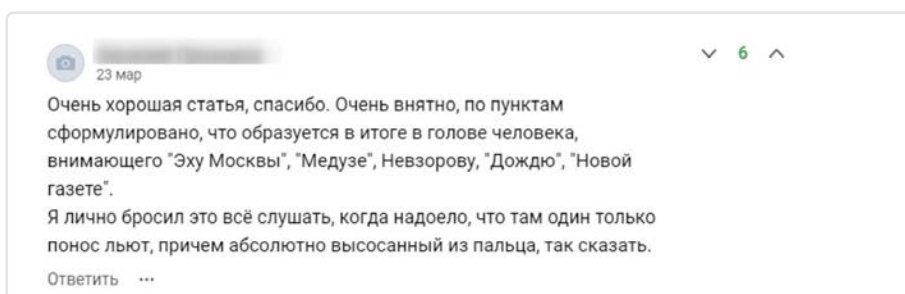 6
23 мар
Очень хорошая статья, спасибо. Очень внятно, по пунктам
сформулировано, что образуется в итоге в голове человека,
внимающего "Эху Москвы", "Медузе", Невзорову, "Дождю", "Новой
газете".
Я лично бросил это всё слушать, когда надоело, что там один только
понос льют, причем абсолютно высосанный из пальца, так сказать.
Ответить ...